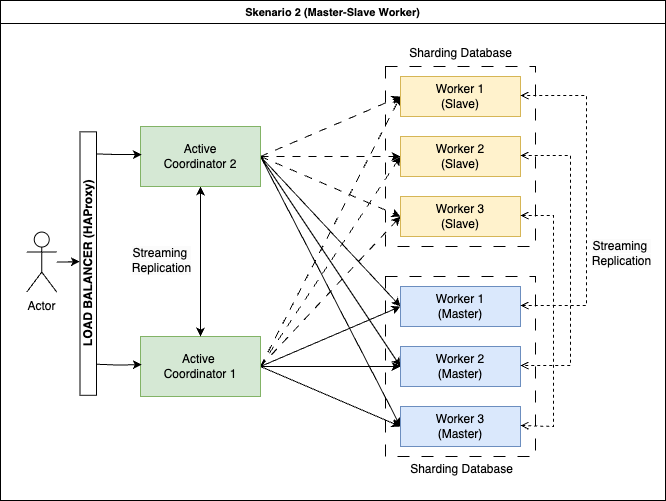 Skenario 2 (Master-Slave Worker)
Sharding Database
Worker 1
(Slave)
Worker 2
(Slave)
Worker 3
(Slave)
Active
Coordinator 2
LOAD BALANCER (HAProxy)
Actor
Streaming
Replication
Streaming
Replication
Active
Coordinator 1
Worker 1
(Master)
Worker 2
(Master)
Worker 3
(Master)
Sharding Database